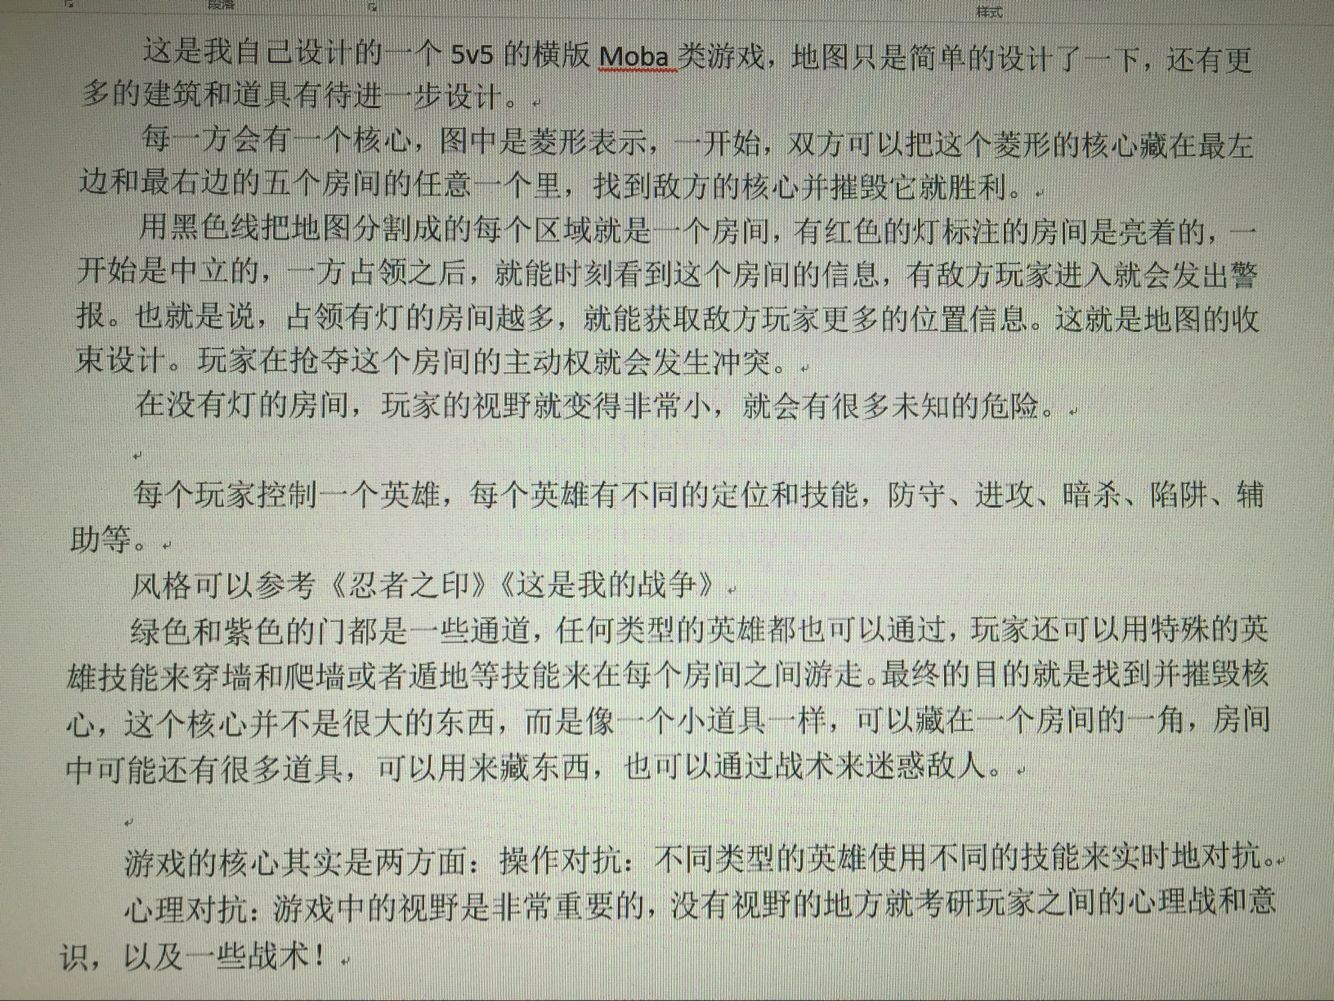 段落 样式
这是我自己设计的一个 5v5 的横版 Moba 类游戏，地图只是简单的设计了一下，还有更
多的建筑和道具有待进一步设计。
每一方会有一个核心，图中是菱形表示，一开始，双方可以把这个菱形的核心藏在最左
边和最右边的五个房间的任意一个里，找到敌方的核心并摧毁它就胜利。
用黑色线把地图分割成的每个区域就是一个房间，有红色的灯标注的房间是亮着的，一
开始是中立的，一方占领之后，就能时刻看到这个房间的信息，有敌方玩家进入就会发出警
报。也就是说，占领有灯的房间越多，就能获取敌方玩家更多的位置信息。这就是地图的收
束设计。玩家在抢夺这个房间的主动权就会发生冲突。
在没有灯的房间，玩家的视野就变得非常小，就会有很多未知的危险。
每个玩家控制一个英雄，每个英雄有不同的定位和技能，防守、进攻、暗杀、陷阱、辅
助等。
风格可以参考《忍者之印》《这是我的战争》
绿色和紫色的门都是一些通道，任何类型的英雄都也可以通过，玩家还可以用特殊的英
雄技能来穿墙和爬墙或者遁地等技能来在每个房间之间游走。最终的目的就是找到并摧毁核
心，这个核心并不是很大的东西，而是像一个小道具一样，可以藏在一个房间的一角，房间
中可能还有很多道具，可以用来藏东西，也可以通过战术来迷惑敌人。
游戏的核心其实是两方面：操作对抗：不同类型的英雄使用不同的技能来实时地对抗。
心理对抗：游戏中的视野是非常重要的，没有视野的地方就考研玩家之间的心理战和意
识，以及一些战术！